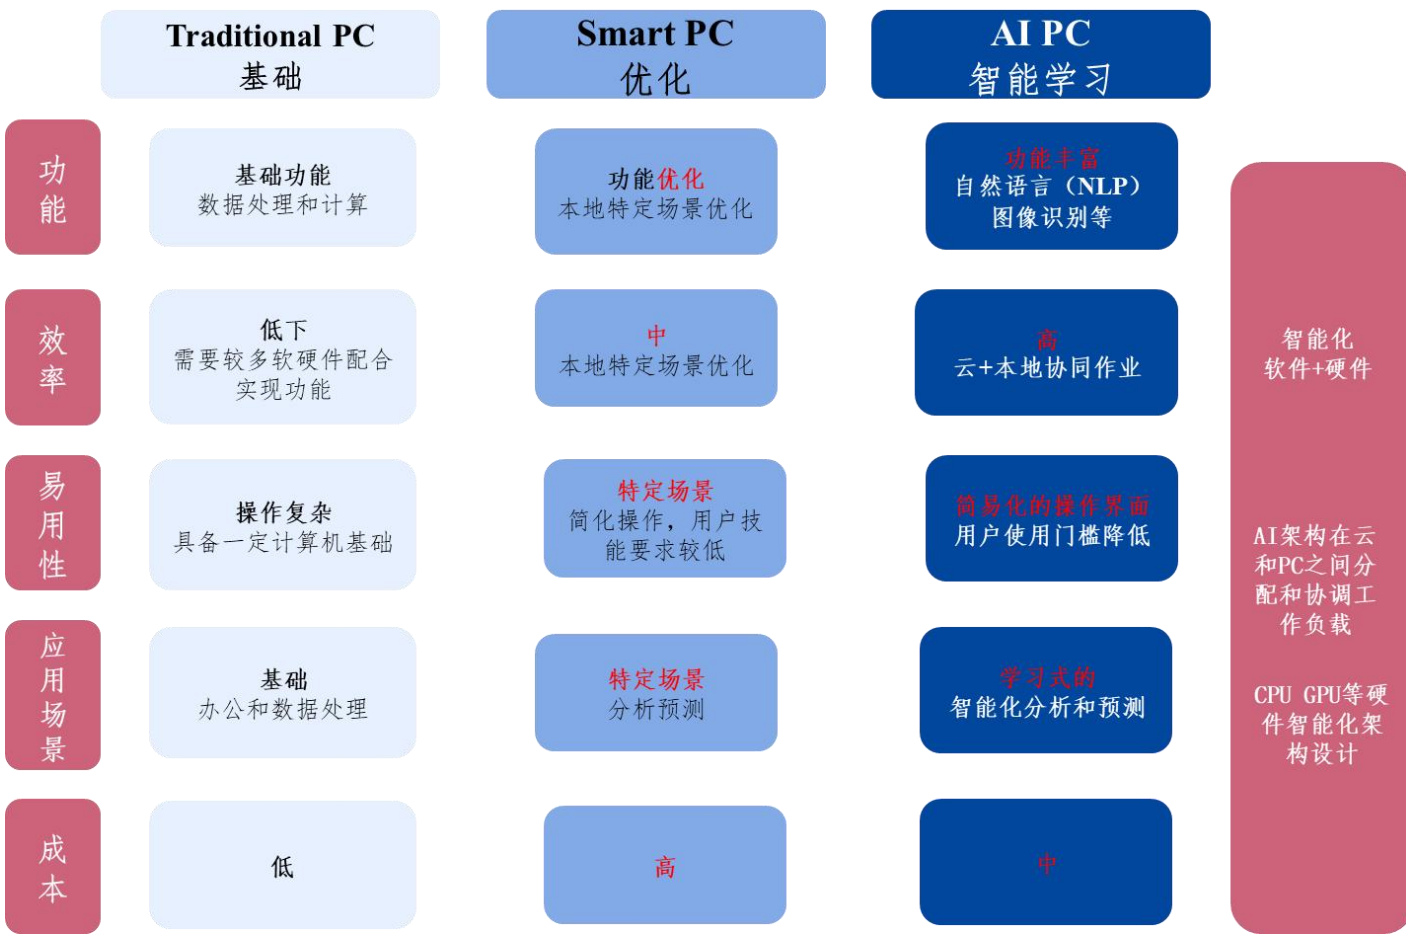 Traditional PC
基础
Smart PC
优化
AI PC
智能学习
功
能
基础功能
数据处理和计算
功能优化
本地特定场景优化
功能丰富
自然语言（NLP）
图像识别等
效
率
低下
需要较多软硬件配合
实现功能
中
本地特定场景优化
高
云+本地协同作业
易
用
性
操作复杂
具备一定计算机基础
特定场景
简化操作，用户技
能要求较低
简易化的操作界面
用户使用门槛降低
应
用
场
景
基础
办公和数据处理
特定场景
分析预测
学习式的
智能化分析和预测
成
本
低
高
中
智能化
软件+硬件
AI架构在云
和PC之间分
配和协调工
作负载
CPU GPU等硬
件智能化架
构设计